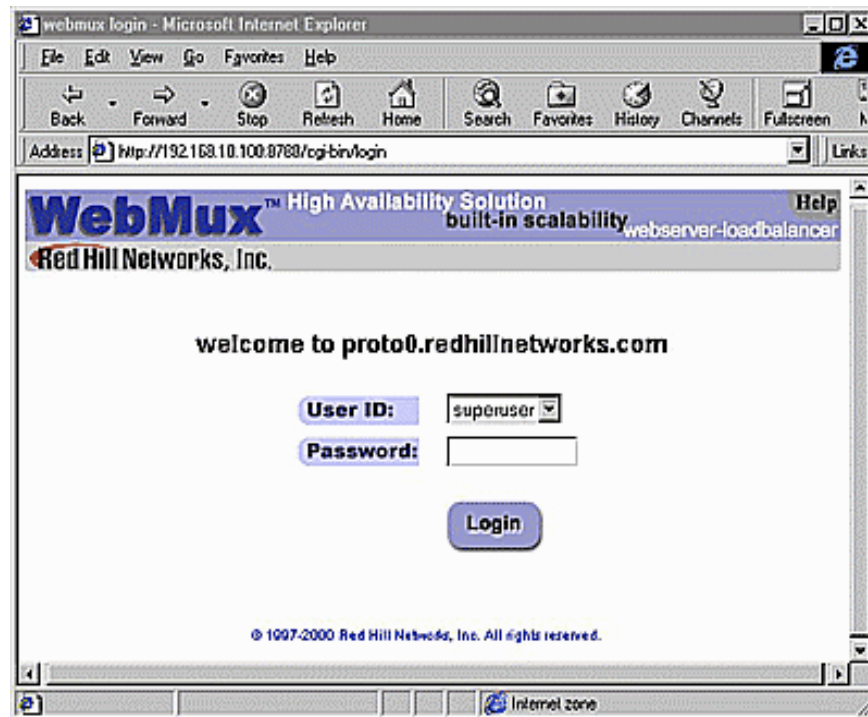 webmux login - Microsoft Internet Explorer
File Edit View Go Favorites Help
Back Forward Stop Refresh Home Search Favorites History Channels Fullscreen
Address http://192.168.10.100:8788/cgi-bin/login Links
WebMux™ High Availability Solution Help
built-in scalability
webserver-loadbalancer
Red Hill Networks, Inc.
welcome to proto0.redhillnetworks.com
User ID: superuser
Password:
Login
© 1997-2000 Red Hill Networks, Inc. All rights reserved.
Internet zone